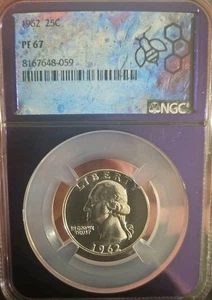 1962 25C
PF 67
8167648-059
NGC
LIBERTY
IN GOD WE
TRUST
1962